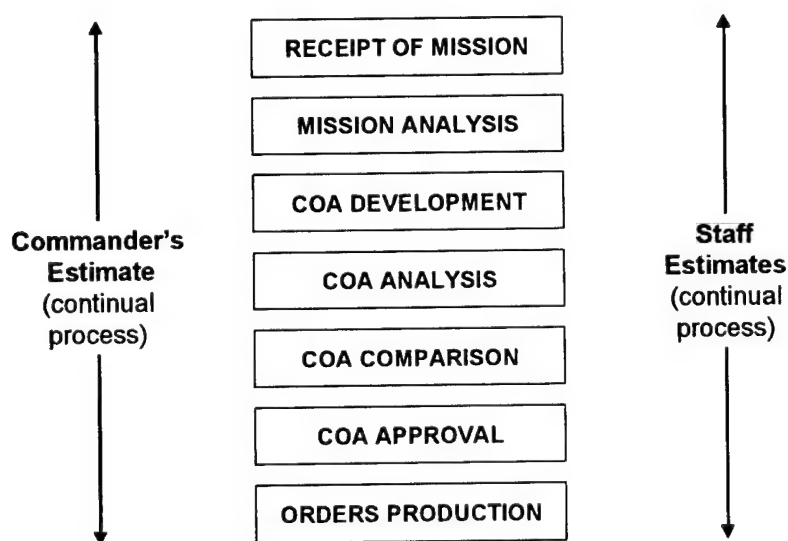 RECEIPT OF MISSION
MISSION ANALYSIS
COA DEVELOPMENT
COA ANALYSIS
COA COMPARISON
COA APPROVAL
ORDERS PRODUCTION
Commander's
Estimate
(continual
process)
Staff
Estimates
(continual
process)